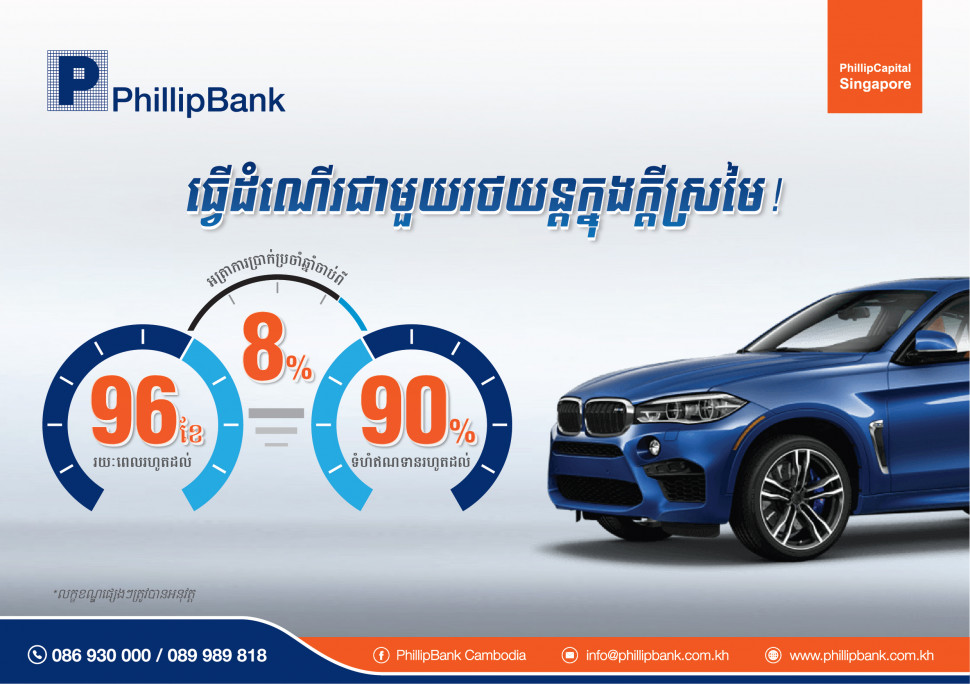 PhillipBank
PhillipCapital
Singapore
ធ្វើដំណើរជាមួយរថយន្តក្នុងក្តីស្រមៃ !
អត្រាការប្រាក់ប្រចាំឆ្នាំចាប់ពី
8%
96ខែ
រយៈពេលរហូតដល់
90%
ទំហំឥណទានរហូតដល់
*លក្ខខណ្ឌផ្សេងៗត្រូវបានអនុវត្ត
086 930 000 / 089 989 818
PhillipBank Cambodia
info@phillipbank.com.kh
www.phillipbank.com.kh